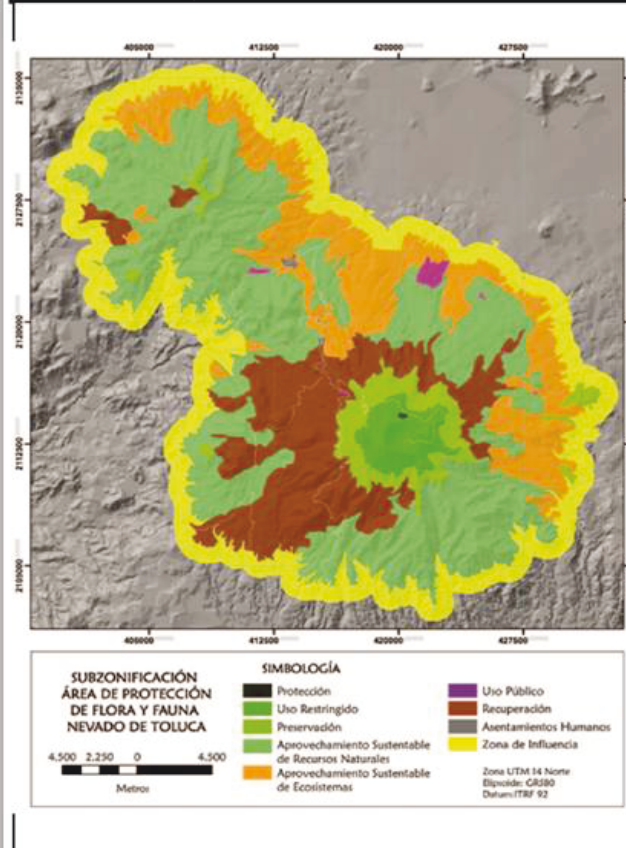 405000 412500 420000 427500
2135000
2127500
2120000
2112500
2105000
405000 412500 420000 427500
SUBZONIFICACIÓN
ÁREA DE PROTECCIÓN
DE FLORA Y FAUNA
NEVADO DE TOLUCA
4,500 2,250 0 4,500
Metros
SIMBOLOGÍA
Protección
Uso Restringido
Preservación
Aprovechamiento Sustentable
de Recursos Naturales
Aprovechamiento Sustentable
de Ecosistemas
Uso Público
Recuperación
Asentamientos Humanos
Zona de Influencia
Zona UTM 14 Norte
Elipsoide: GRS80
Datum: ITRF 92